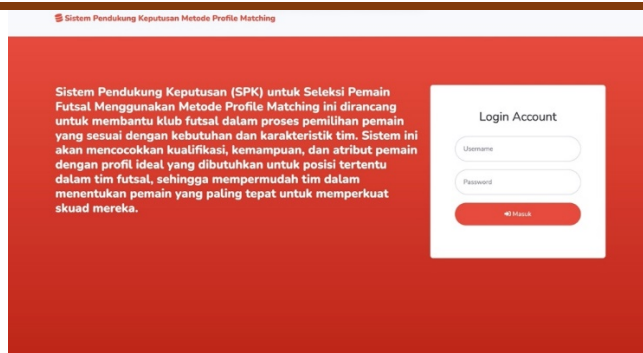 Sistem Pendukung Keputusan Metode Profile Matching
Sistem Pendukung Keputusan (SPK) untuk Seleksi Pemain
Futsal Menggunakan Metode Profile Matching ini dirancang
untuk membantu klub futsal dalam proses pemilihan pemain
yang sesuai dengan kebutuhan dan karakteristik tim. Sistem ini
akan mencocokkan kualifikasi, kemampuan, dan atribut pemain
dengan profil ideal yang dibutuhkan untuk posisi tertentu
dalam tim futsal, sehingga mempermudah tim dalam
menentukan pemain yang paling tepat untuk memperkuat
skuad mereka.
Login Account
Username
Password
Masuk